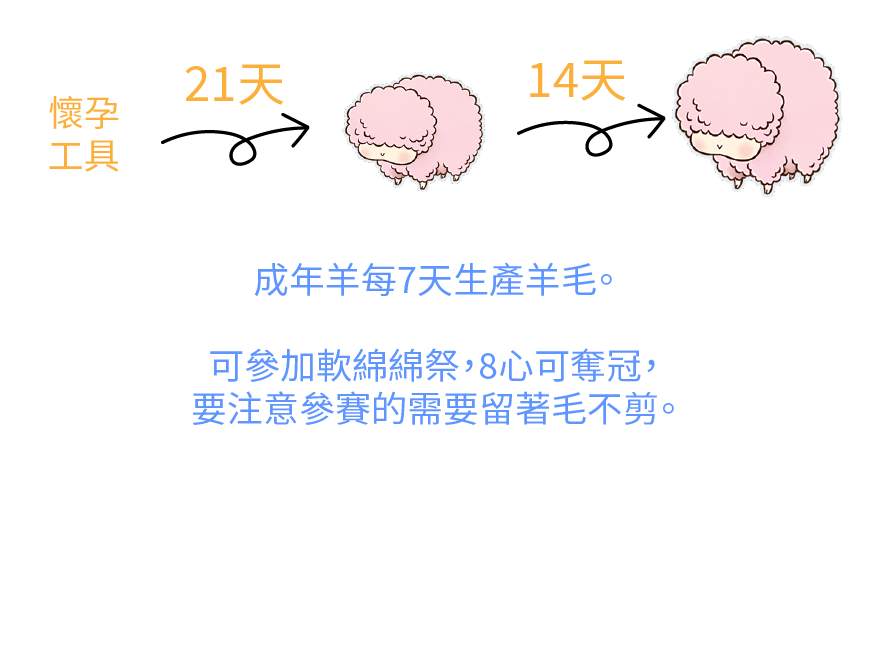 懷孕
工具
21天
14天
成年羊每7天生產羊毛。
可參加軟綿綿祭，8心可奪冠，
要注意參賽的需要留著毛不剪。